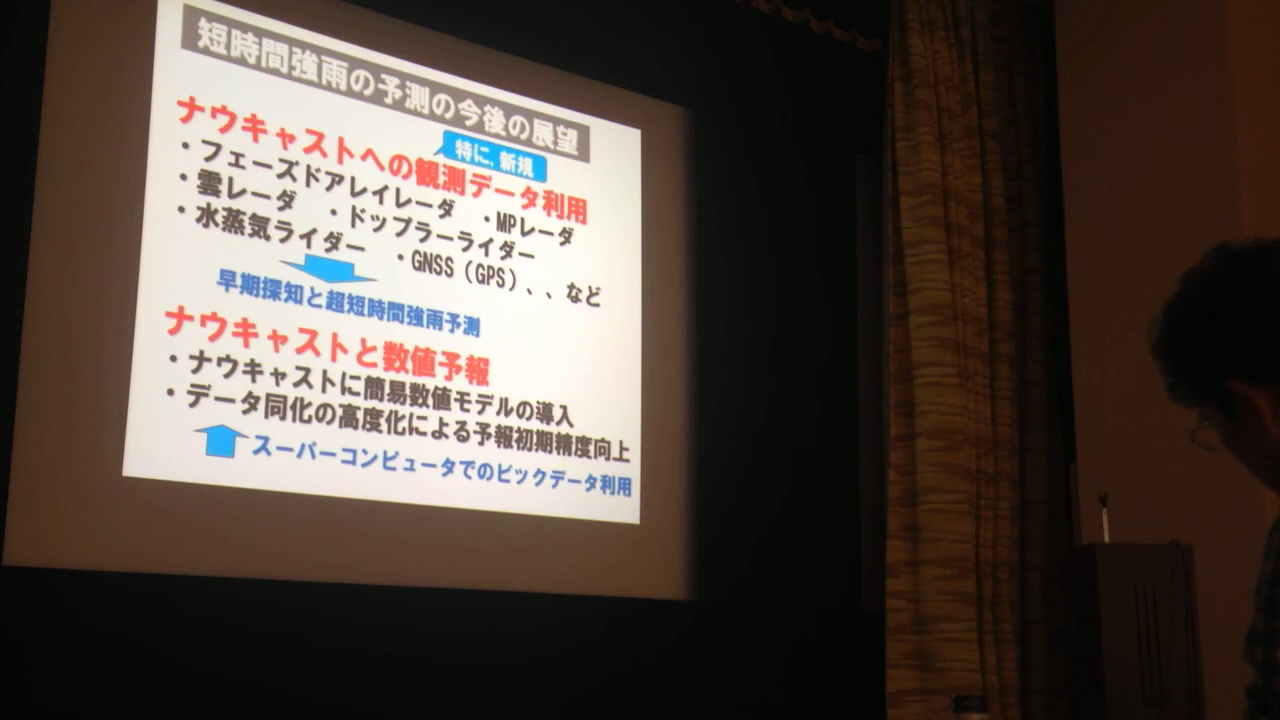 短時間強雨の予測の今後の展望
特に, 新規
ナウキャストへの観測データ利用
・フェーズドアレイレーダ ・MPレーダ
・雲レーダ ・ドップラーライダー
・水蒸気ライダー ・GNSS（GPS）、、など
早期探知と超短時間強雨予測
ナウキャストと数値予報
・ナウキャストに簡易数値モデルの導入
・データ同化の高度化による予報初期精度向上
スーパーコンピュータでのビックデータ利用